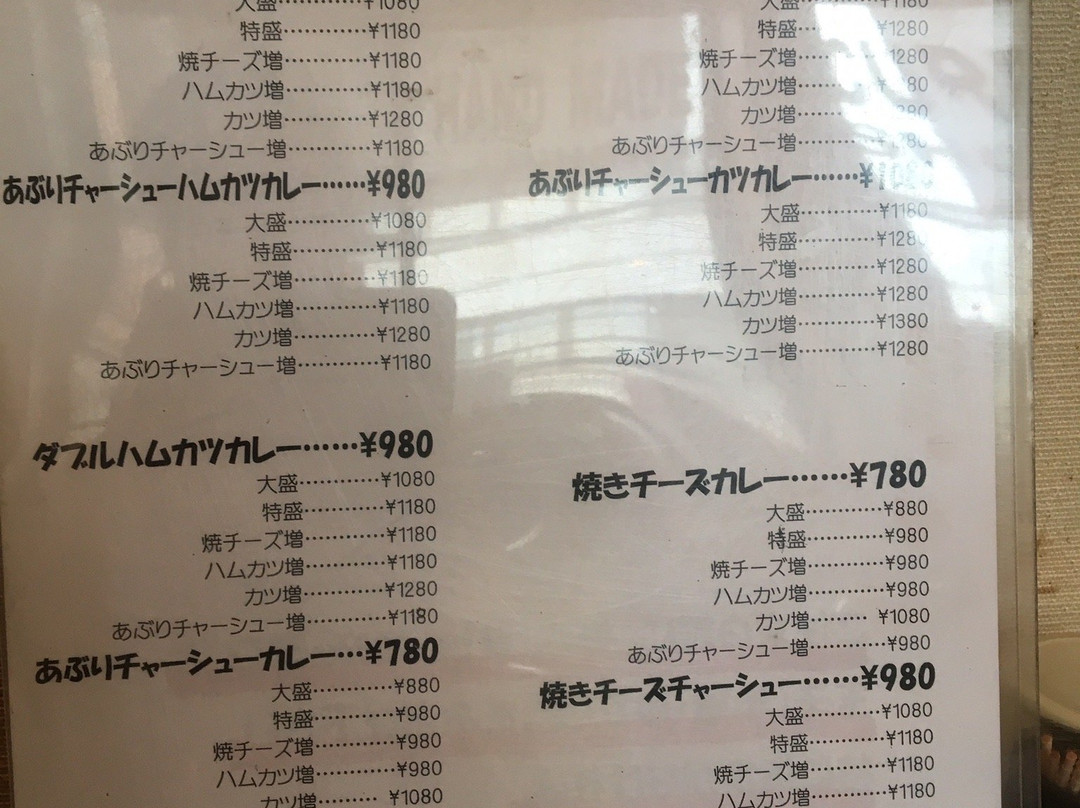 大盛…………¥1080
特盛…………¥1180
焼チーズ増…………¥1180
ハムカツ増…………¥1180
カツ増…………¥1280
あぶりチャーシュー増…………¥1180
あぶりチャーシューハムカツカレー……¥980
大盛…………¥1080
特盛…………¥1180
焼チーズ増…………¥1180
ハムカツ増…………¥1180
カツ増…………¥1280
あぶりチャーシュー増…………¥1180
ダブルハムカツカレー……¥980
大盛…………¥1080
特盛…………¥1180
焼チーズ増…………¥1180
ハムカツ増…………¥1180
カツ増…………¥1280
あぶりチャーシュー増…………¥1180
あぶりチャーシューカレー…¥780
大盛…………¥880
特盛…………¥980
焼チーズ増…………¥980
ハムカツ増…………¥980
カツ増…………¥1080
大盛…………¥1180
特盛…………¥1280
焼チーズ増…………
ハムカツ増…………
カツ増…………
あぶりチャーシュー増…………
あぶりチャーシューカツカレー……
大盛…………¥1180
特盛…………¥1280
焼チーズ増…………¥1280
ハムカツ増…………¥1280
カツ増…………¥1380
あぶりチャーシュー増…………¥1280
焼きチーズカレー……¥780
大盛…………¥880
特盛…………¥980
焼チーズ増…………¥980
ハムカツ増…………¥980
カツ増……… ¥1080
あぶりチャーシュー増…………¥980
焼きチーズチャーシュー……¥980
大盛…………¥1080
特盛…………¥1180
焼チーズ増…………¥1180
ハムカツ増…………¥1180